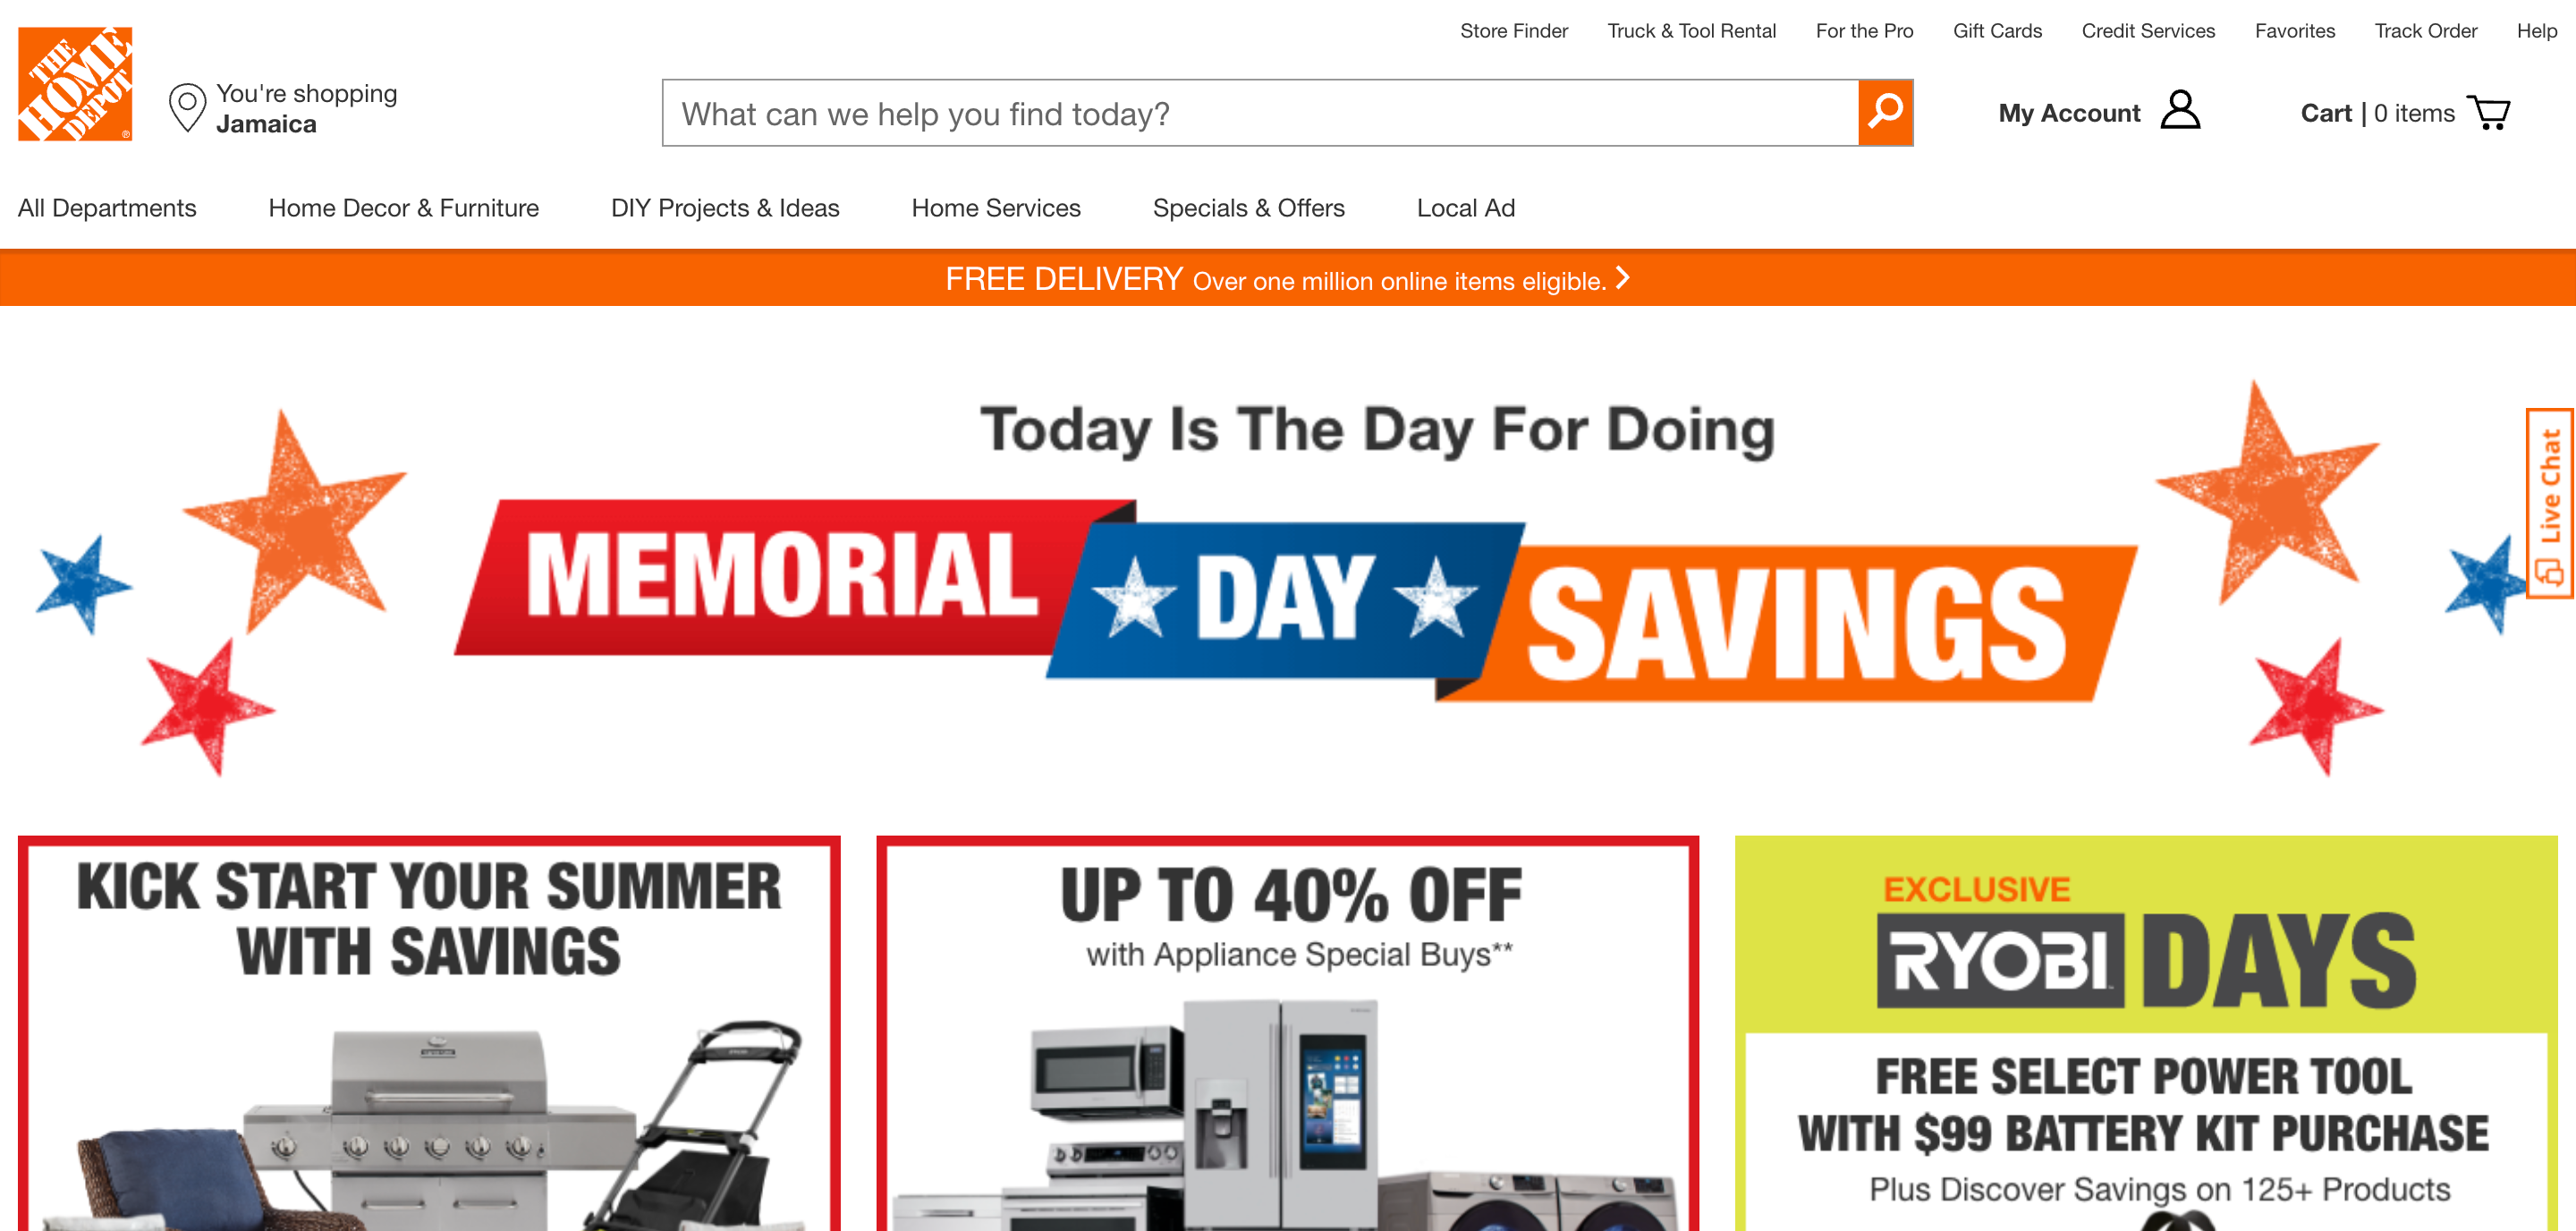 Store Finder Truck & Tool Rental For the Pro Gift Cards Credit Services Favorites Track Order Help
THE
HOME
DEPOT
®
You're shopping
Jamaica
What can we help you find today?
My Account
Cart | 0 items
All Departments Home Decor & Furniture DIY Projects & Ideas Home Services Specials & Offers Local Ad
FREE DELIVERY Over one million online items eligible.
Today Is The Day For Doing
MEMORIAL DAY SAVINGS
Live Chat
KICK START YOUR SUMMER
WITH SAVINGS
UP TO 40% OFF
with Appliance Special Buys**
EXCLUSIVE
RYOBI DAYS
FREE SELECT POWER TOOL
WITH $99 BATTERY KIT PURCHASE
Plus Discover Savings on 125+ Products